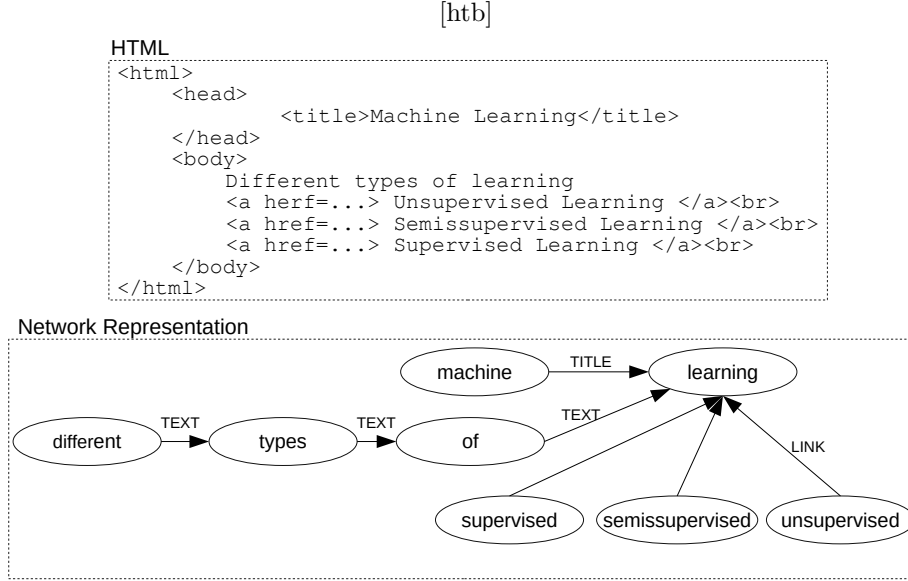 [htb]
HTML
<html>
<head>
<title>Machine Learning</title>
</head>
<body>
Different types of learning
<a herf=...> Unsupervised Learning </a><br>
<a href=...> Semissupervised Learning </a><br>
<a href=...> Supervised Learning </a><br>
</body>
</html>
Network Representation
machine TITLE learning
different TEXT types TEXT of TEXT
LINK
supervised semissupervised unsupervised